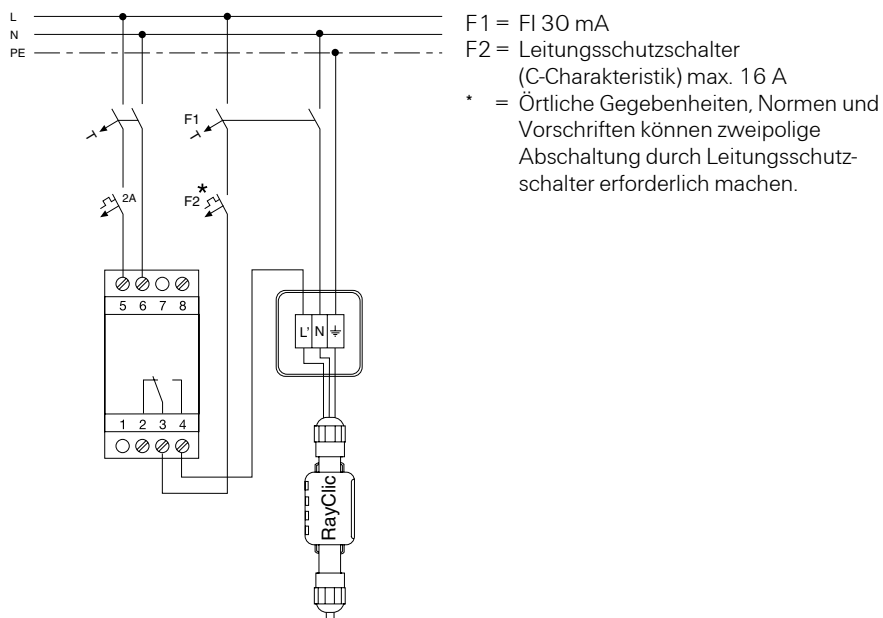 L
N
PE
F1 = FI 30 mA
F2 = Leitungsschutzschalter
(C-Charakteristik) max. 16 A
* = Örtliche Gegebenheiten, Normen und
Vorschriften können zweipolige
Abschaltung durch Leitungsschutz-
schalter erforderlich machen.
F1
2A
F2 *
5 6 7 8
L' N
1 2 3 4
RayClic